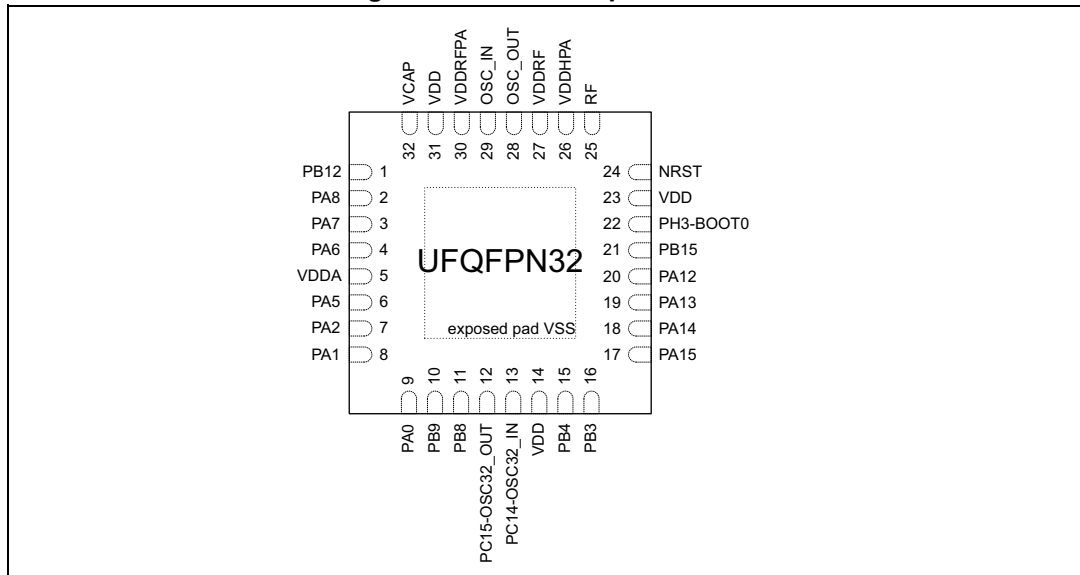 VCAP
VDD
VDDRFPA
OSC_IN
OSC_OUT
VDDRF
VDDHPA
RF
32
31
30
29
28
27
26
25
PB12 1
PA8 2
PA7 3
PA6 4
VDDA 5
PA5 6
PA2 7
PA1 8
UFQFPN32
exposed pad VSS
24 NRST
23 VDD
22 PH3-BOOT0
21 PB15
20 PA12
19 PA13
18 PA14
17 PA15
9
10
11
12
13
14
15
16
PA0
PB9
PB8
PC15-OSC32_OUT
PC14-OSC32_IN
VDD
PB4
PB3